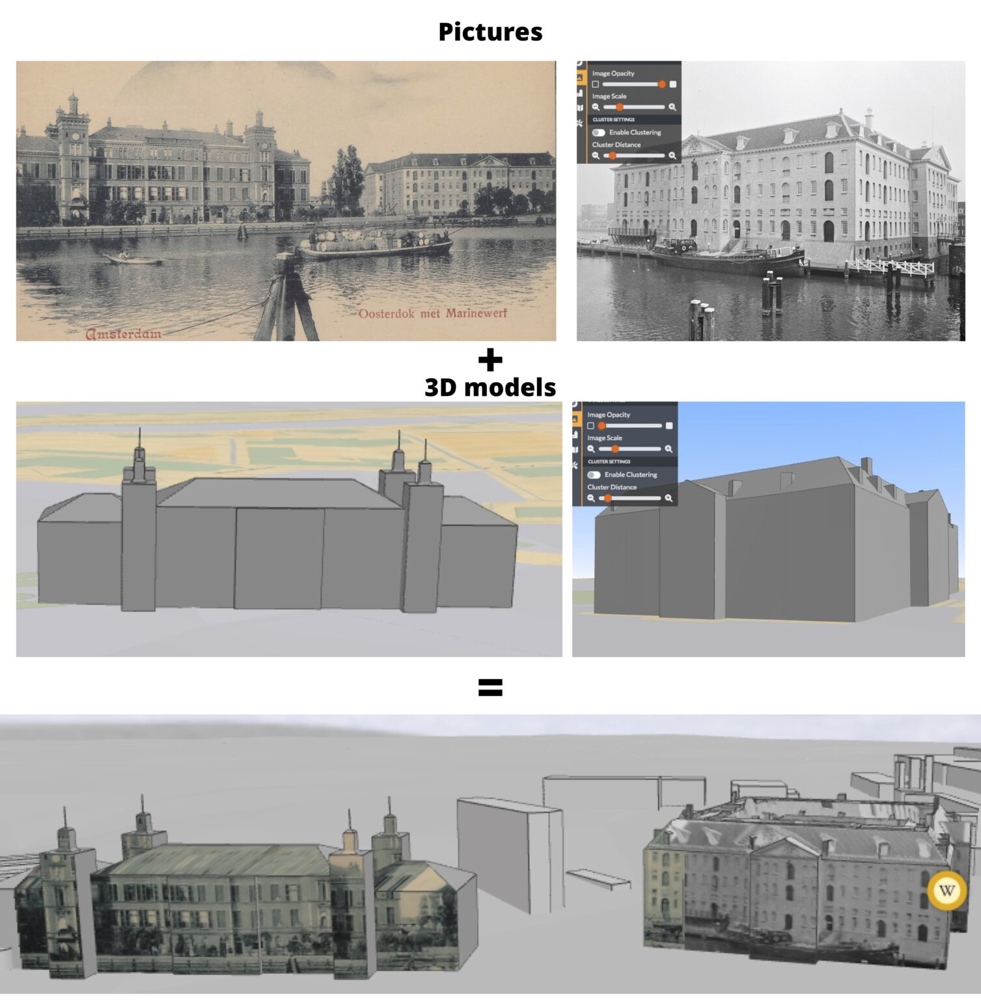 Pictures
Amsterdam
Oosterdok met Marinewerf
Image Opacity
Image Scale
CLUSTER SETTINGS
Enable Clustering
Cluster Distance
+
3D models
Image Opacity
Image Scale
CLUSTER SETTINGS
Enable Clustering
Cluster Distance
=
W